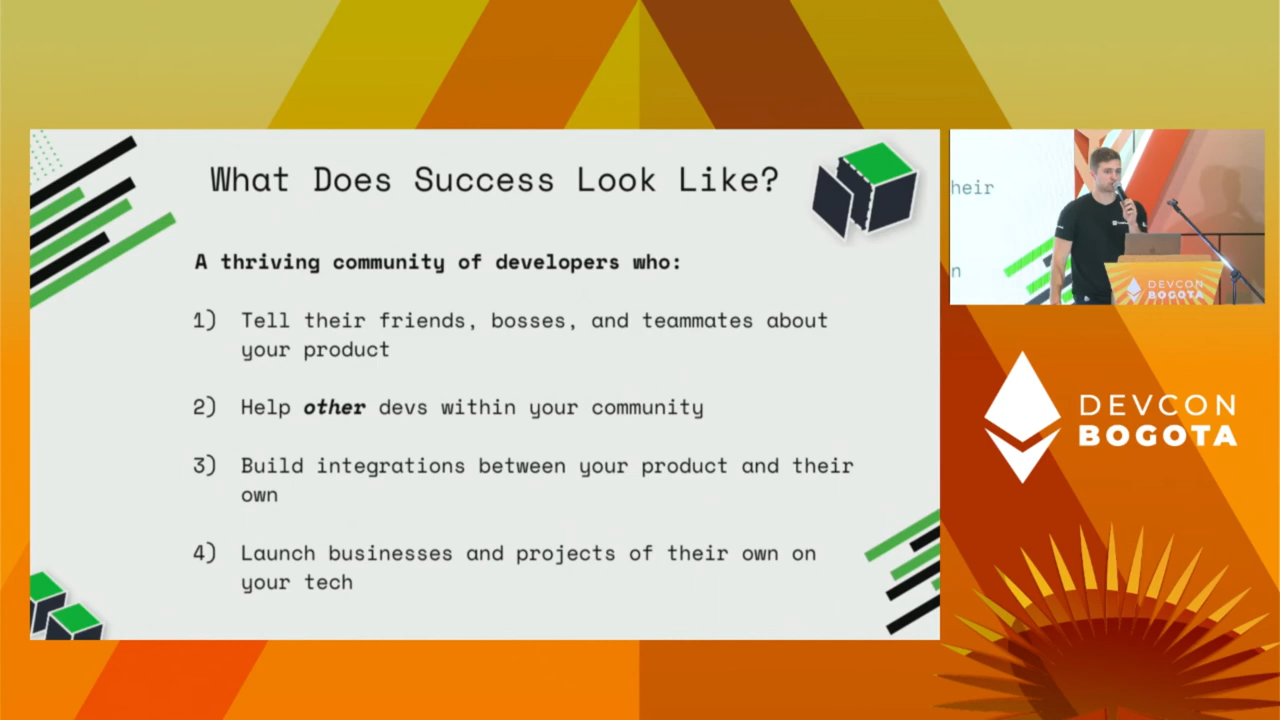 What Does Success Look Like?
A thriving community of developers who:
1) Tell their friends, bosses, and teammates about
your product
2) Help other devs within your community
3) Build integrations between your product and their
own
4) Launch businesses and projects of their own on
your tech
heir
n
DEVCON
BOGOTA
DEVCON
BOGOTA